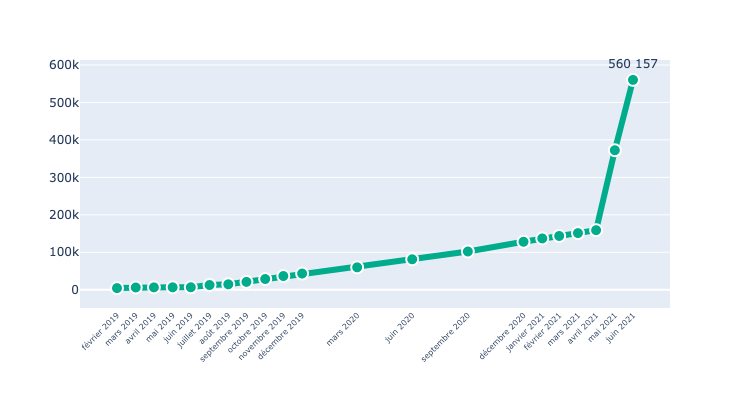 560 157
600k
500k
400k
300k
200k
100k
0
février 2019
mars 2019
avril 2019
mai 2019
juin 2019
juillet 2019
août 2019
septembre 2019
octobre 2019
novembre 2019
décembre 2019
mars 2020
juin 2020
septembre 2020
décembre 2020
janvier 2021
février 2021
mars 2021
avril 2021
mai 2021
juin 2021